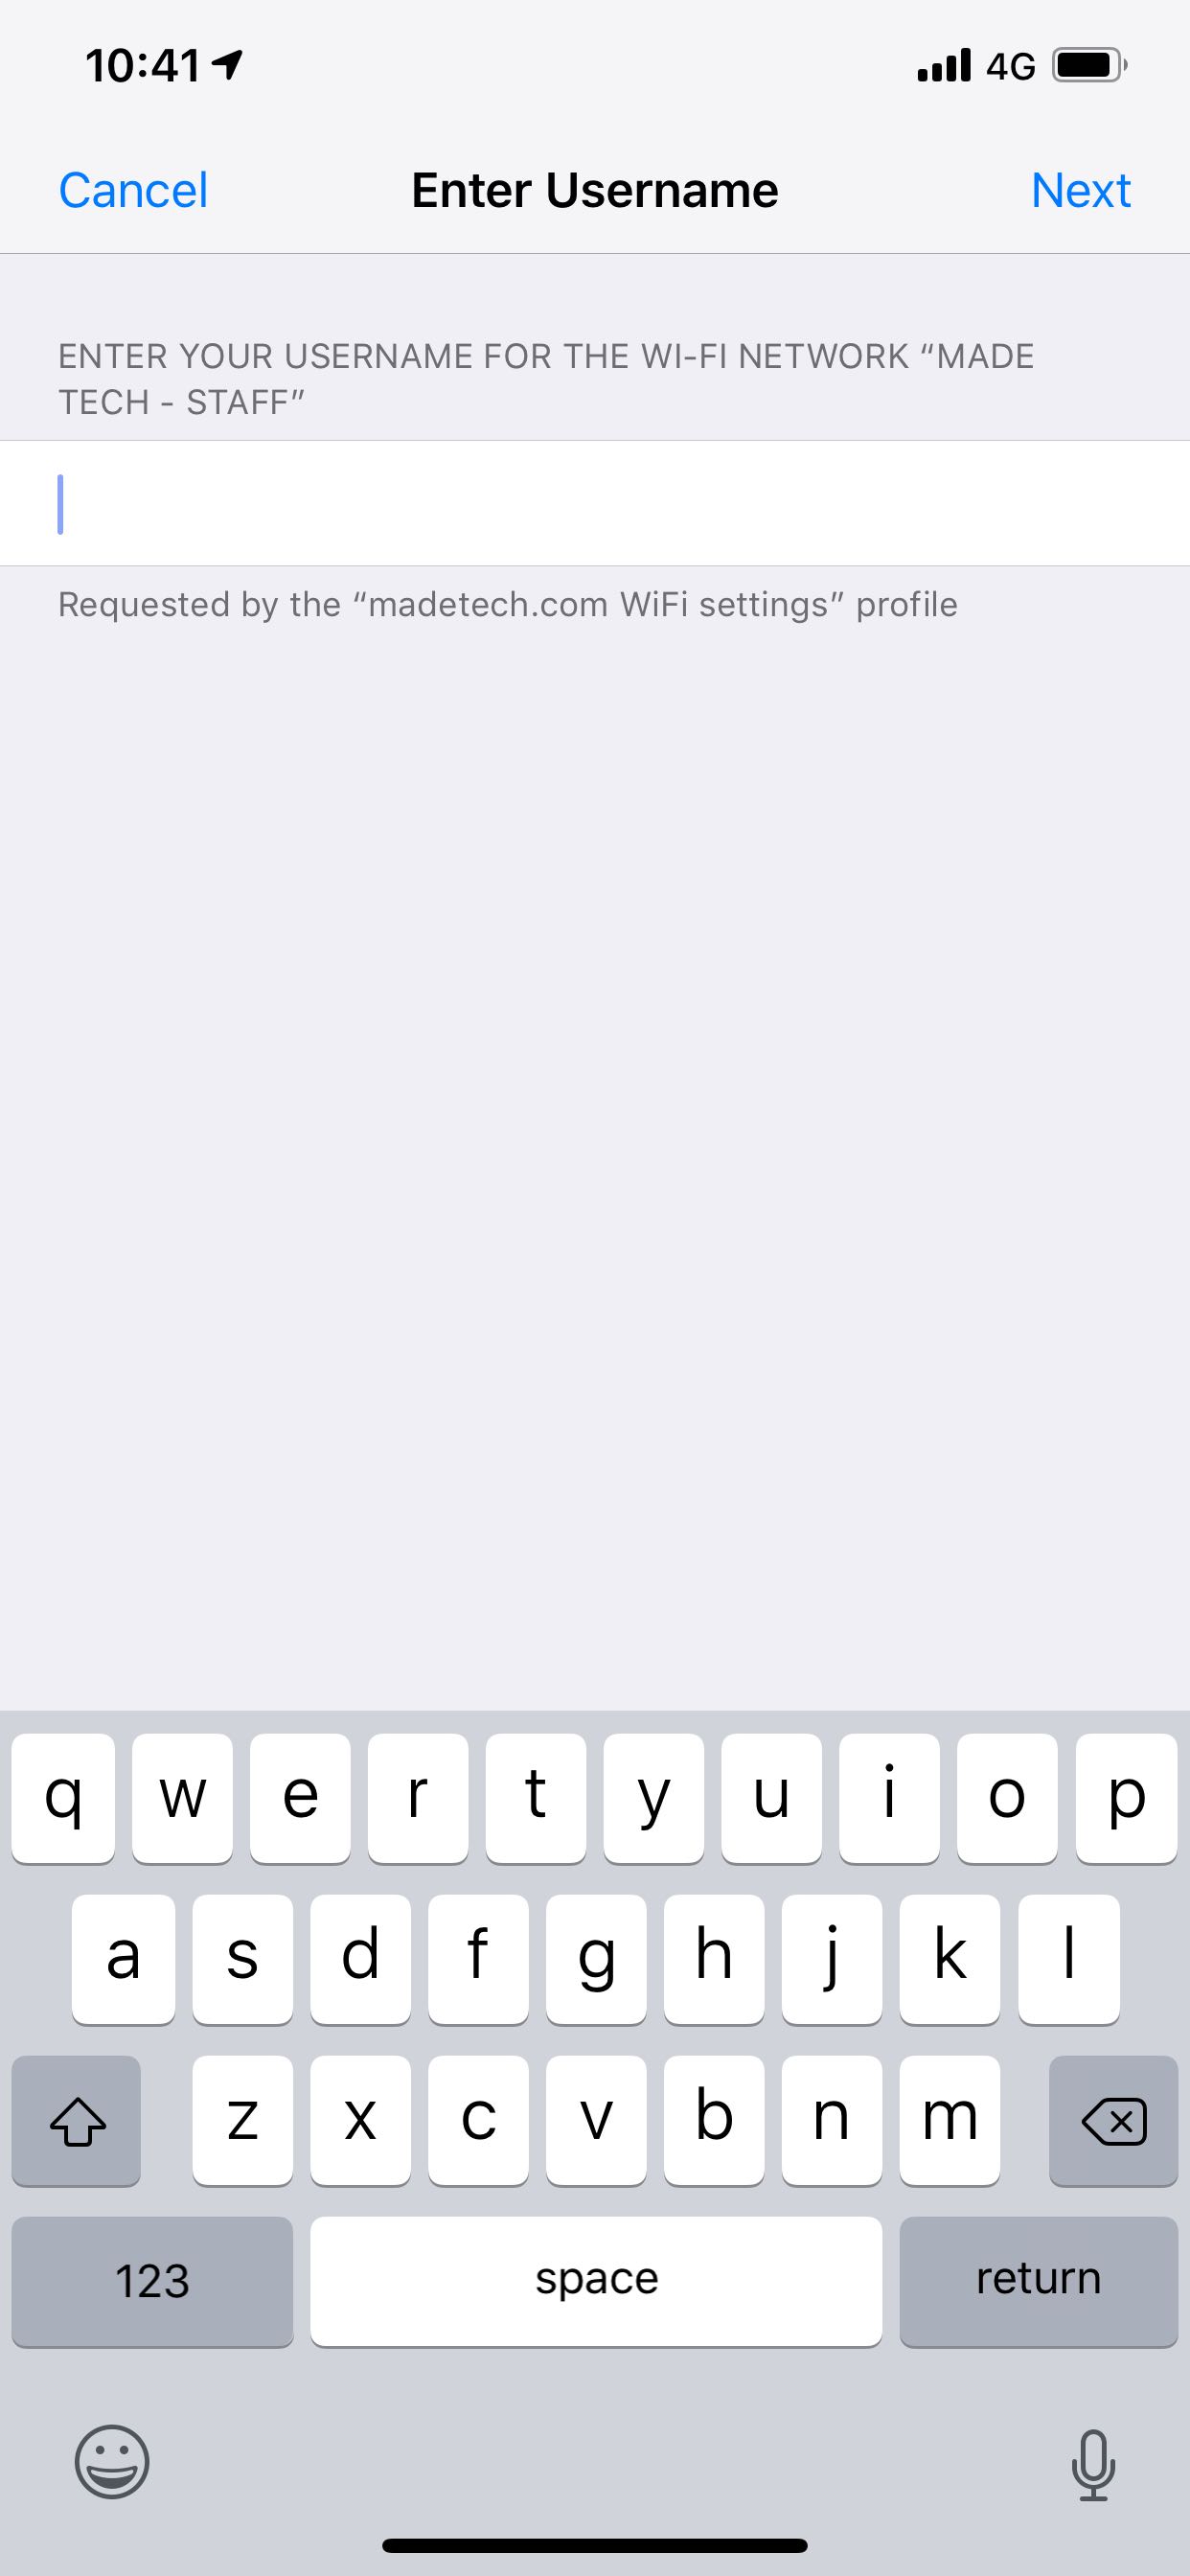 10:41 4G
Cancel Enter Username Next
ENTER YOUR USERNAME FOR THE WI-FI NETWORK “MADE
TECH - STAFF”
Requested by the “madetech.com WiFi settings” profile
q w e r t y u i o p
a s d f g h j k l
z x c v b n m
123 space return